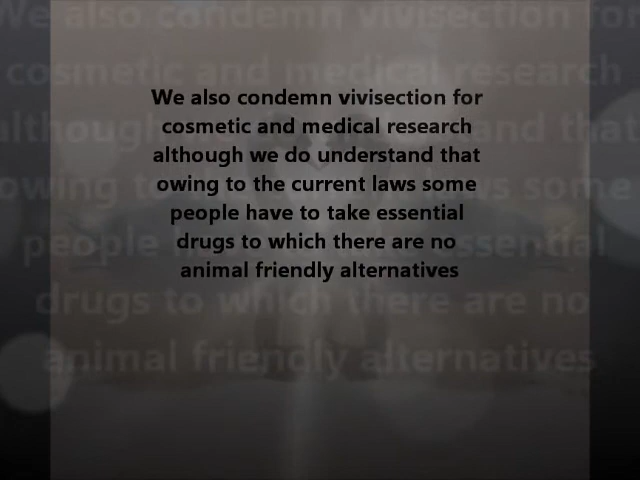 We also condemn vivisection for
cosmetic and medical research
although we do understand that
owing to the current laws some
people have to take essential
drugs to which there are no
animal friendly alternatives